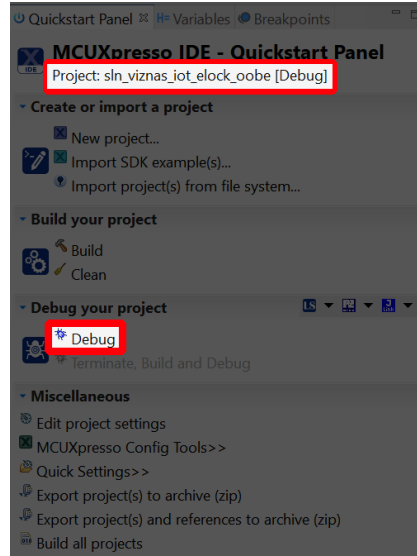 Quickstart Panel (x)= Variables Breakpoints
MCUXpresso IDE - Quickstart Panel
IDE
Project: sln_viznas_iot_elock_oobe [Debug]
Create or import a project
New project...
Import SDK example(s)...
Import project(s) from file system...
Build your project
Build
Clean
Debug your project
LS
Debug
Terminate, Build and Debug
Miscellaneous
Edit project settings
MCUXpresso Config Tools>>
Quick Settings>>
Export project(s) to archive (zip)
Export project(s) and references to archive (zip)
Build all projects